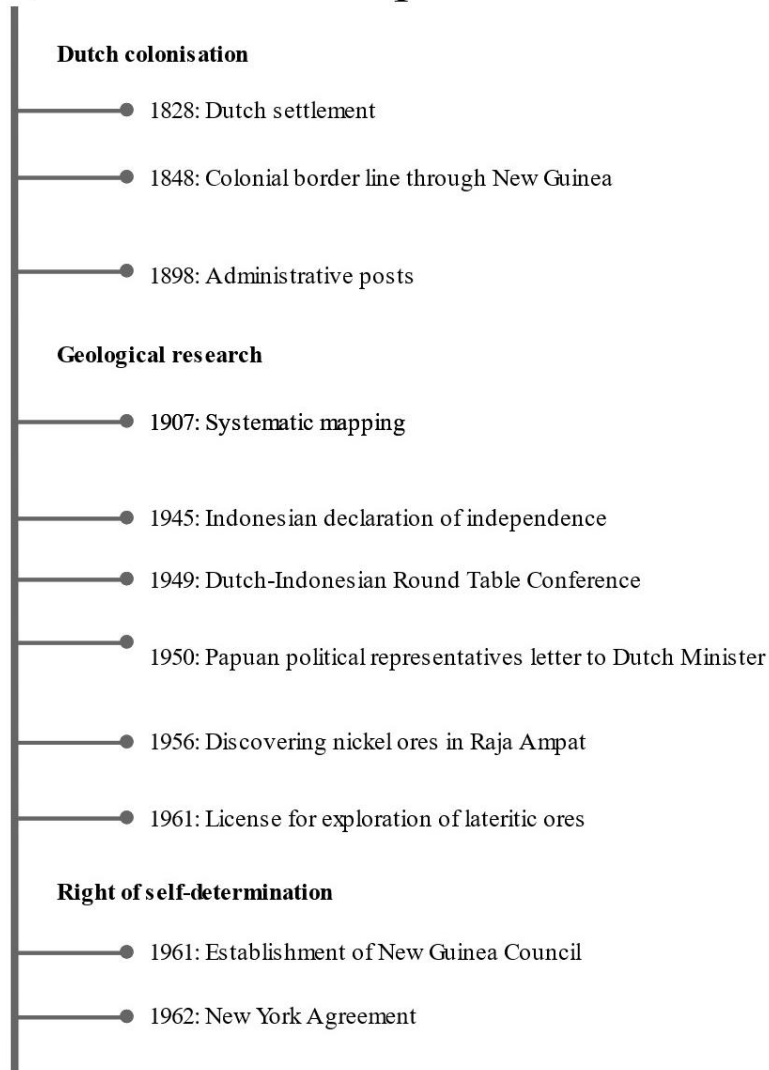 Dutch colonisation
1828: Dutch settlement
1848: Colonial border line through New Guinea
1898: Administrative posts
Geological research
1907: Systematic mapping
1945: Indonesian declaration of independence
1949: Dutch-Indonesian Round Table Conference
1950: Papuan political representatives letter to Dutch Minister
1956: Discovering nickel ores in Raja Ampat
1961: License for exploration of lateritic ores
Right of self-determination
1961: Establishment of New Guinea Council
1962: New York Agreement